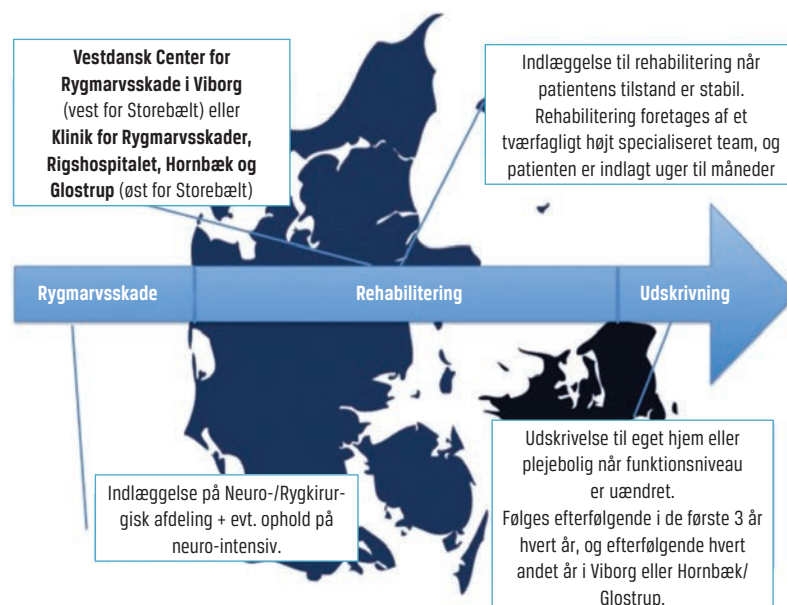 Vestdansk Center for
Rygmarvsskade i Viborg
(vest for Storebælt) eller
Klinik for Rygmarvsskader,
Rigshospitalet, Hornbæk og
Glostrup (øst for Storebælt)
Indlæggelse til rehabilitering når
patientens tilstand er stabil.
Rehabilitering foretages af et
tværfagligt højt specialiseret team, og
patienten er indlagt uger til måneder
Rygmarvsskade
Rehabilitering
Udskrivning
Indlæggelse på Neuro-/Rygkirur-
gisk afdeling + evt. ophold på
neuro-intensiv.
Udskrivelse til eget hjem eller
plejebolig når funktionsniveau
er uændret.
Følges efterfølgende i de første 3 år
hvert år, og efterfølgende hvert
andet år i Viborg eller Hornbæk/
Glostrup.